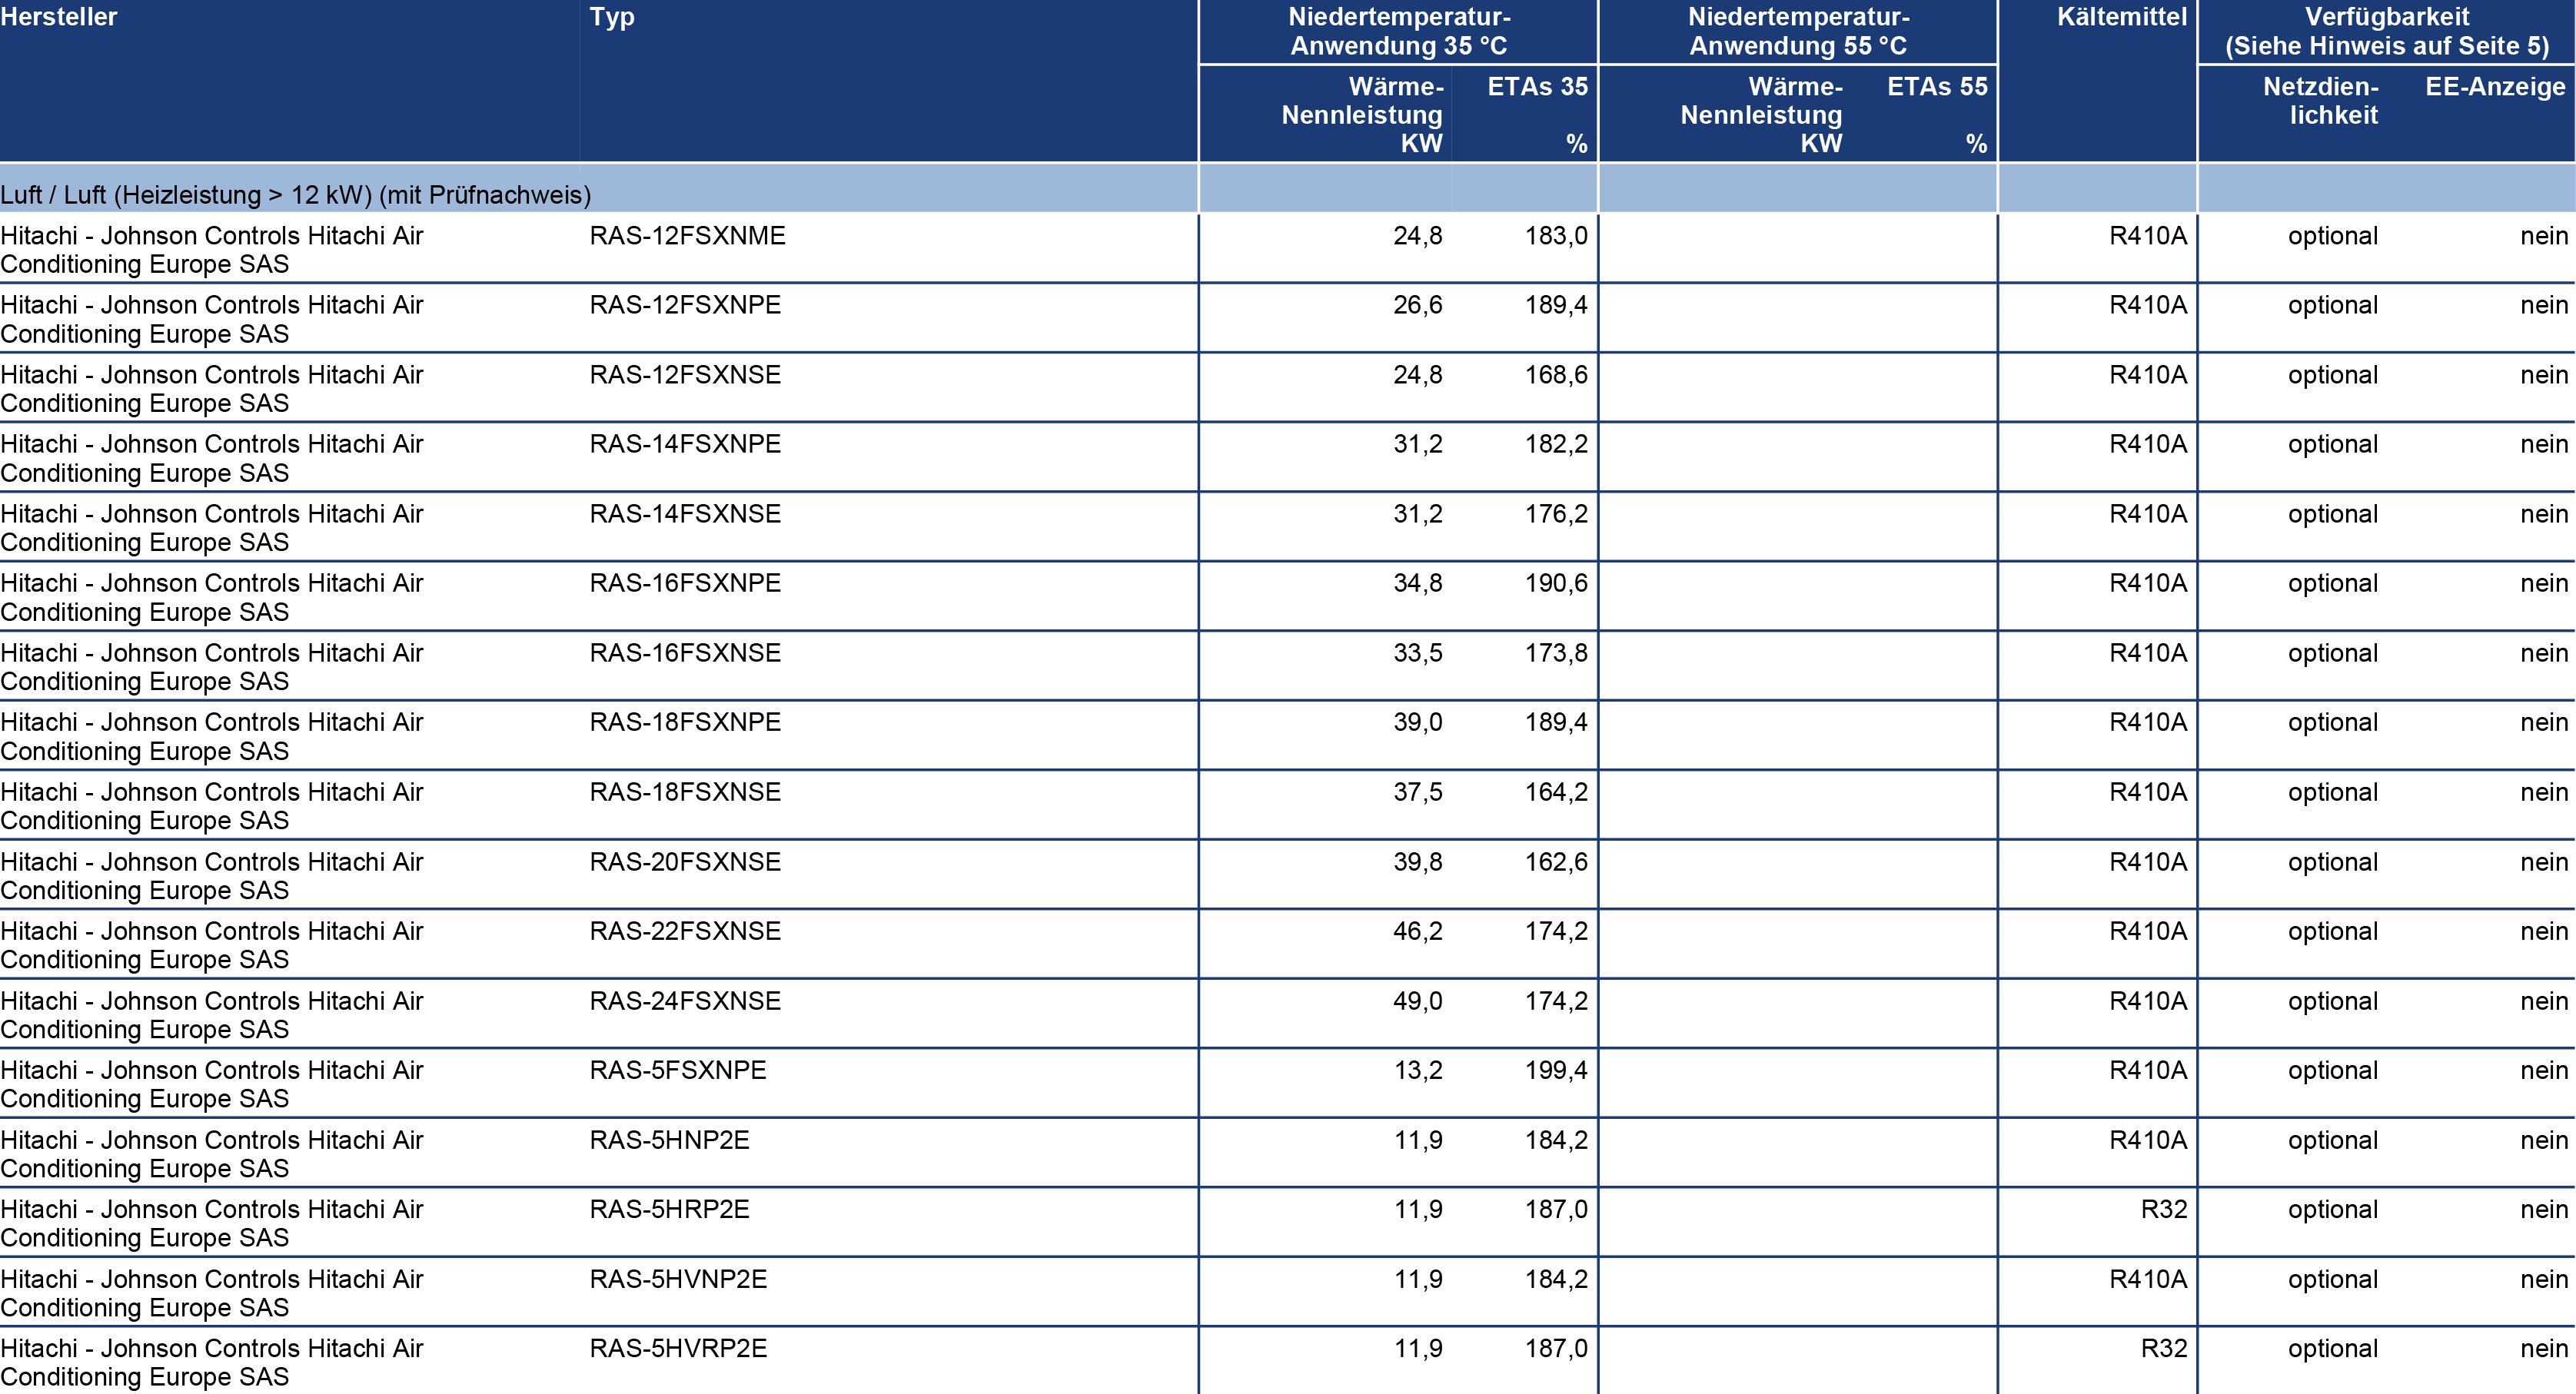 Hersteller Typ Niedertemperatur- Niedertemperatur- Kältemittel Verfügbarkeit
Anwendung 35 °C Anwendung 55 °C (Siehe Hinweis auf Seite 5)
Wärme- ETAs 35 Wärme- ETAs 55 Netzdien- EE-Anzeige
Nennleistung Nennleistung lichkeit
KW % KW %
Luft / Luft (Heizleistung > 12 kW) (mit Prüfnachweis)
Hitachi - Johnson Controls Hitachi Air RAS-12FSXNME 24,8 183,0 R410A optional nein
Conditioning Europe SAS
Hitachi - Johnson Controls Hitachi Air RAS-12FSXNPE 26,6 189,4 R410A optional nein
Conditioning Europe SAS
Hitachi - Johnson Controls Hitachi Air RAS-12FSXNSE 24,8 168,6 R410A optional nein
Conditioning Europe SAS
Hitachi - Johnson Controls Hitachi Air RAS-14FSXNPE 31,2 182,2 R410A optional nein
Conditioning Europe SAS
Hitachi - Johnson Controls Hitachi Air RAS-14FSXNSE 31,2 176,2 R410A optional nein
Conditioning Europe SAS
Hitachi - Johnson Controls Hitachi Air RAS-16FSXNPE 34,8 190,6 R410A optional nein
Conditioning Europe SAS
Hitachi - Johnson Controls Hitachi Air RAS-16FSXNSE 33,5 173,8 R410A optional nein
Conditioning Europe SAS
Hitachi - Johnson Controls Hitachi Air RAS-18FSXNPE 39,0 189,4 R410A optional nein
Conditioning Europe SAS
Hitachi - Johnson Controls Hitachi Air RAS-18FSXNSE 37,5 164,2 R410A optional nein
Conditioning Europe SAS
Hitachi - Johnson Controls Hitachi Air RAS-20FSXNSE 39,8 162,6 R410A optional nein
Conditioning Europe SAS
Hitachi - Johnson Controls Hitachi Air RAS-22FSXNSE 46,2 174,2 R410A optional nein
Conditioning Europe SAS
Hitachi - Johnson Controls Hitachi Air RAS-24FSXNSE 49,0 174,2 R410A optional nein
Conditioning Europe SAS
Hitachi - Johnson Controls Hitachi Air RAS-5FSXNPE 13,2 199,4 R410A optional nein
Conditioning Europe SAS
Hitachi - Johnson Controls Hitachi Air RAS-5HNP2E 11,9 184,2 R410A optional nein
Conditioning Europe SAS
Hitachi - Johnson Controls Hitachi Air RAS-5HRP2E 11,9 187,0 R32 optional nein
Conditioning Europe SAS
Hitachi - Johnson Controls Hitachi Air RAS-5HVNP2E 11,9 184,2 R410A optional nein
Conditioning Europe SAS
Hitachi - Johnson Controls Hitachi Air RAS-5HVRP2E 11,9 187,0 R32 optional nein
Conditioning Europe SAS